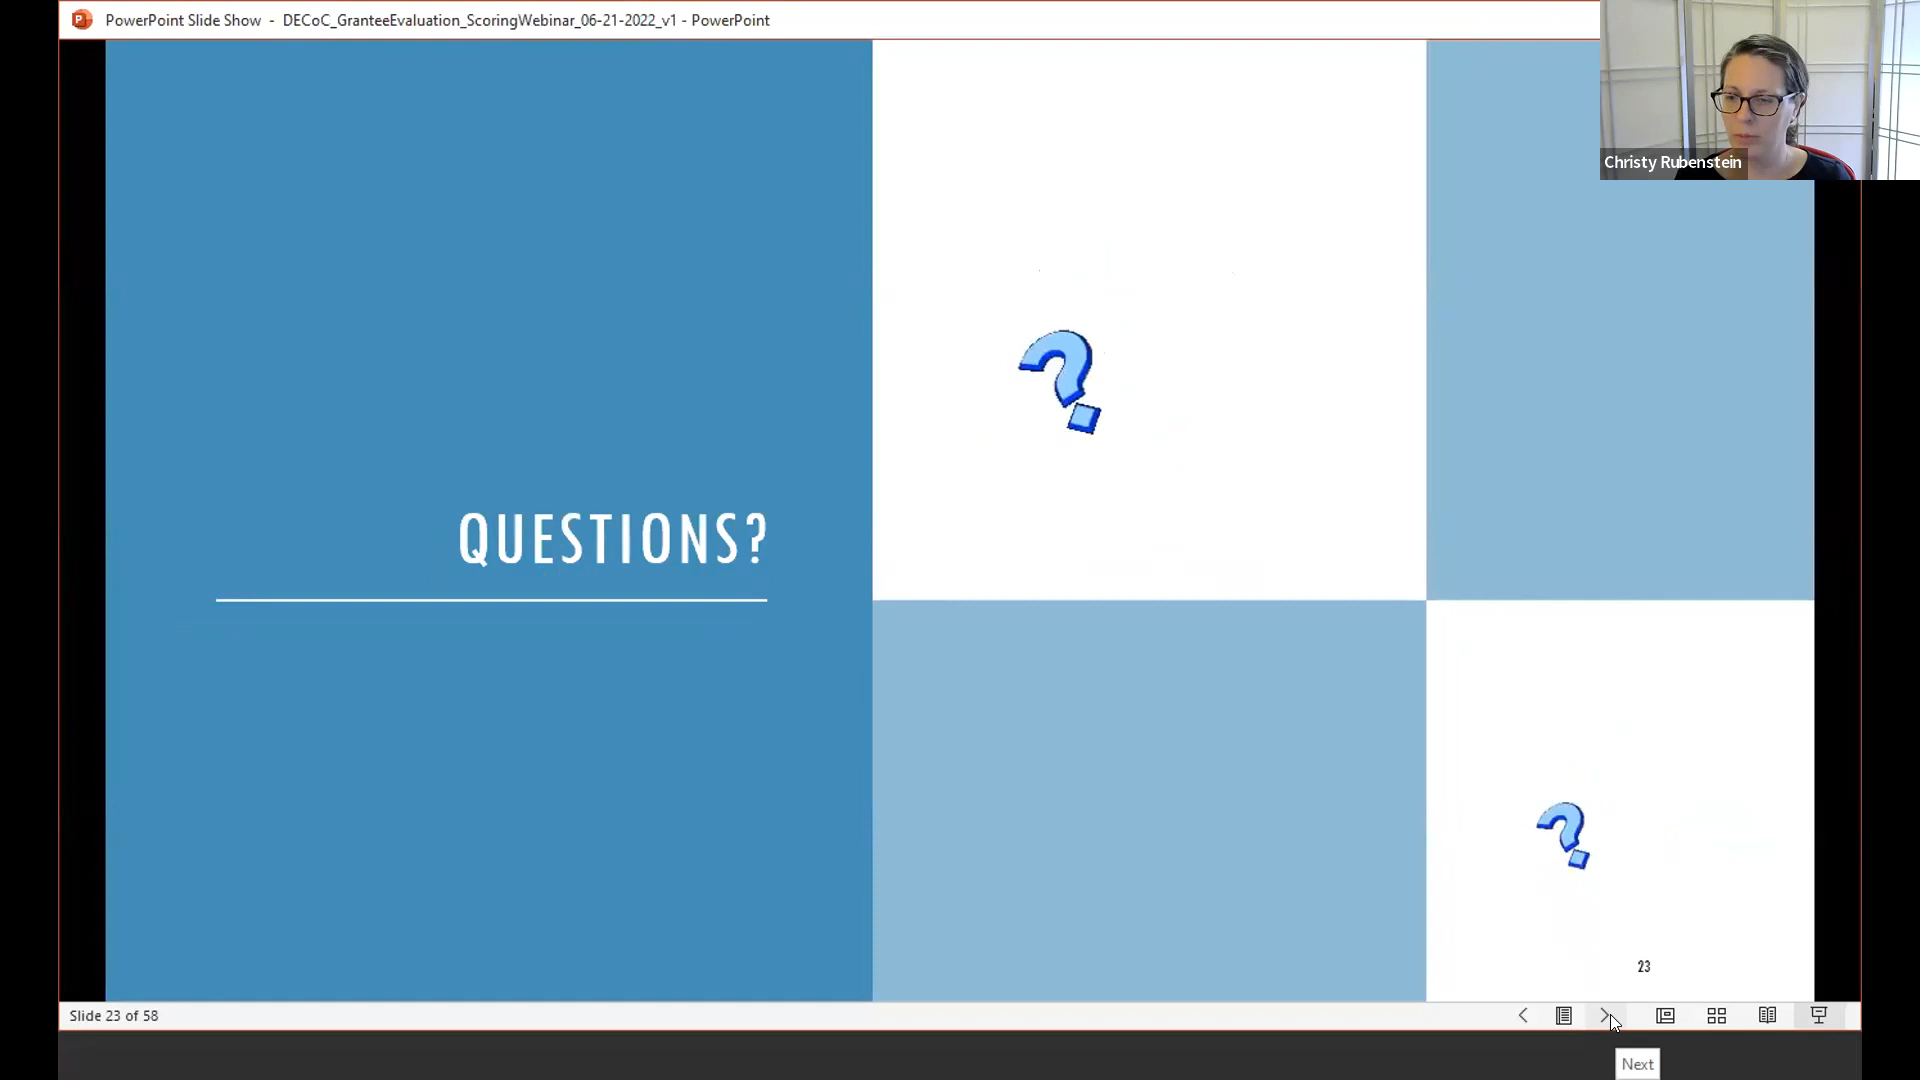 PowerPoint Slide Show - DECoC_GranteeEvaluation_ScoringWebinar_06-21-2022_v1 - PowerPoint
Christy Rubenstein
QUESTIONS?
23
Slide 23 of 58
Next